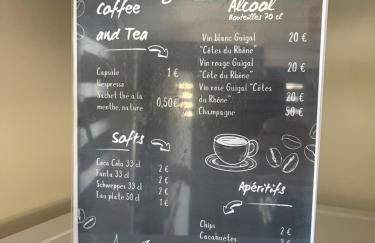 Coffee
and Tea
Capsule 1 €
Nespresso
Sachet thé à la
menthe, nature 0,50€
Softs
Coca Cola 33 cl 2 €
Fanta 33 cl 2 €
Schweppes 33 cl 2 €
Eau plate 50 cl 1 €
Alcool
Bouteilles 70 cl
Vin blanc Guigal 20 €
"Côtes du Rhône"
Vin rouge Guigal 20 €
"Côte du Rhône"
Vin rosé Guigal "Côtes
du Rhône" 20 €
Champagne 50 €
Apéritifs
Chips 2 €
Cacahuètes